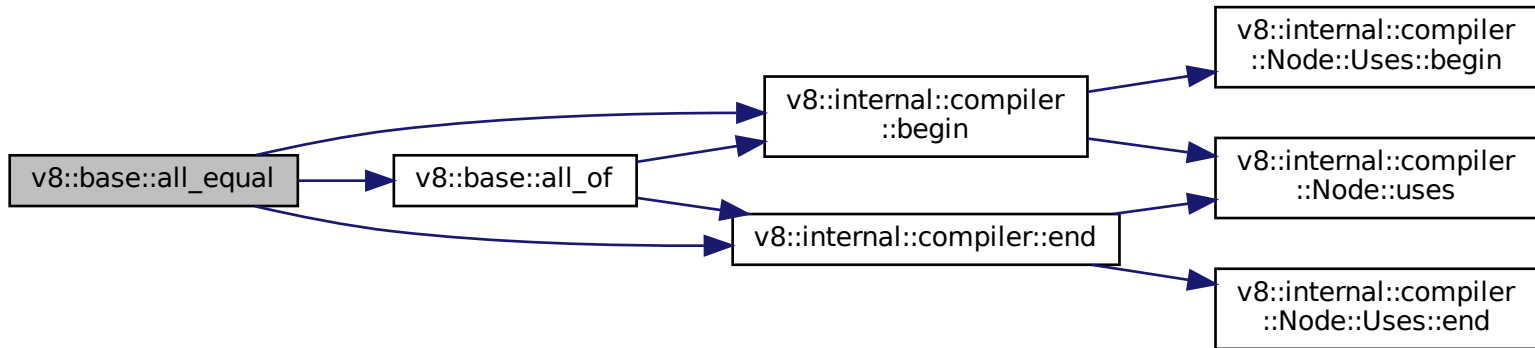 v8::base::all_equal
v8::base::all_of
v8::internal::compiler
::begin
v8::internal::compiler::end
v8::internal::compiler
::Node::Uses::begin
v8::internal::compiler
::Node::uses
v8::internal::compiler
::Node::Uses::end